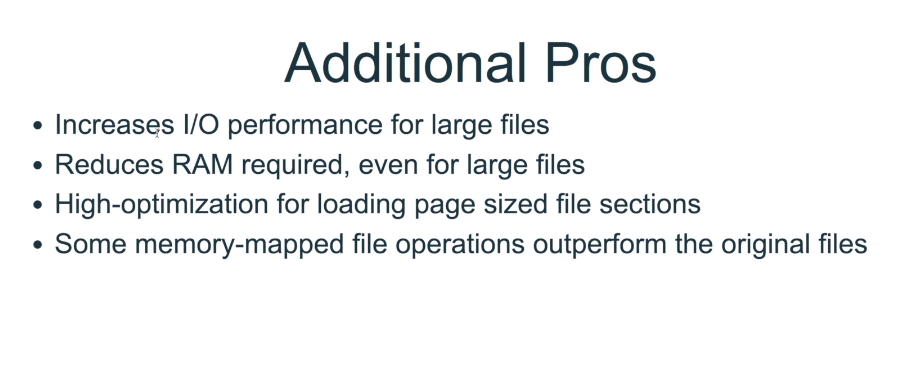 Additional Pros
• Increases I/O performance for large files
• Reduces RAM required, even for large files
• High-optimization for loading page sized file sections
• Some memory-mapped file operations outperform the original files